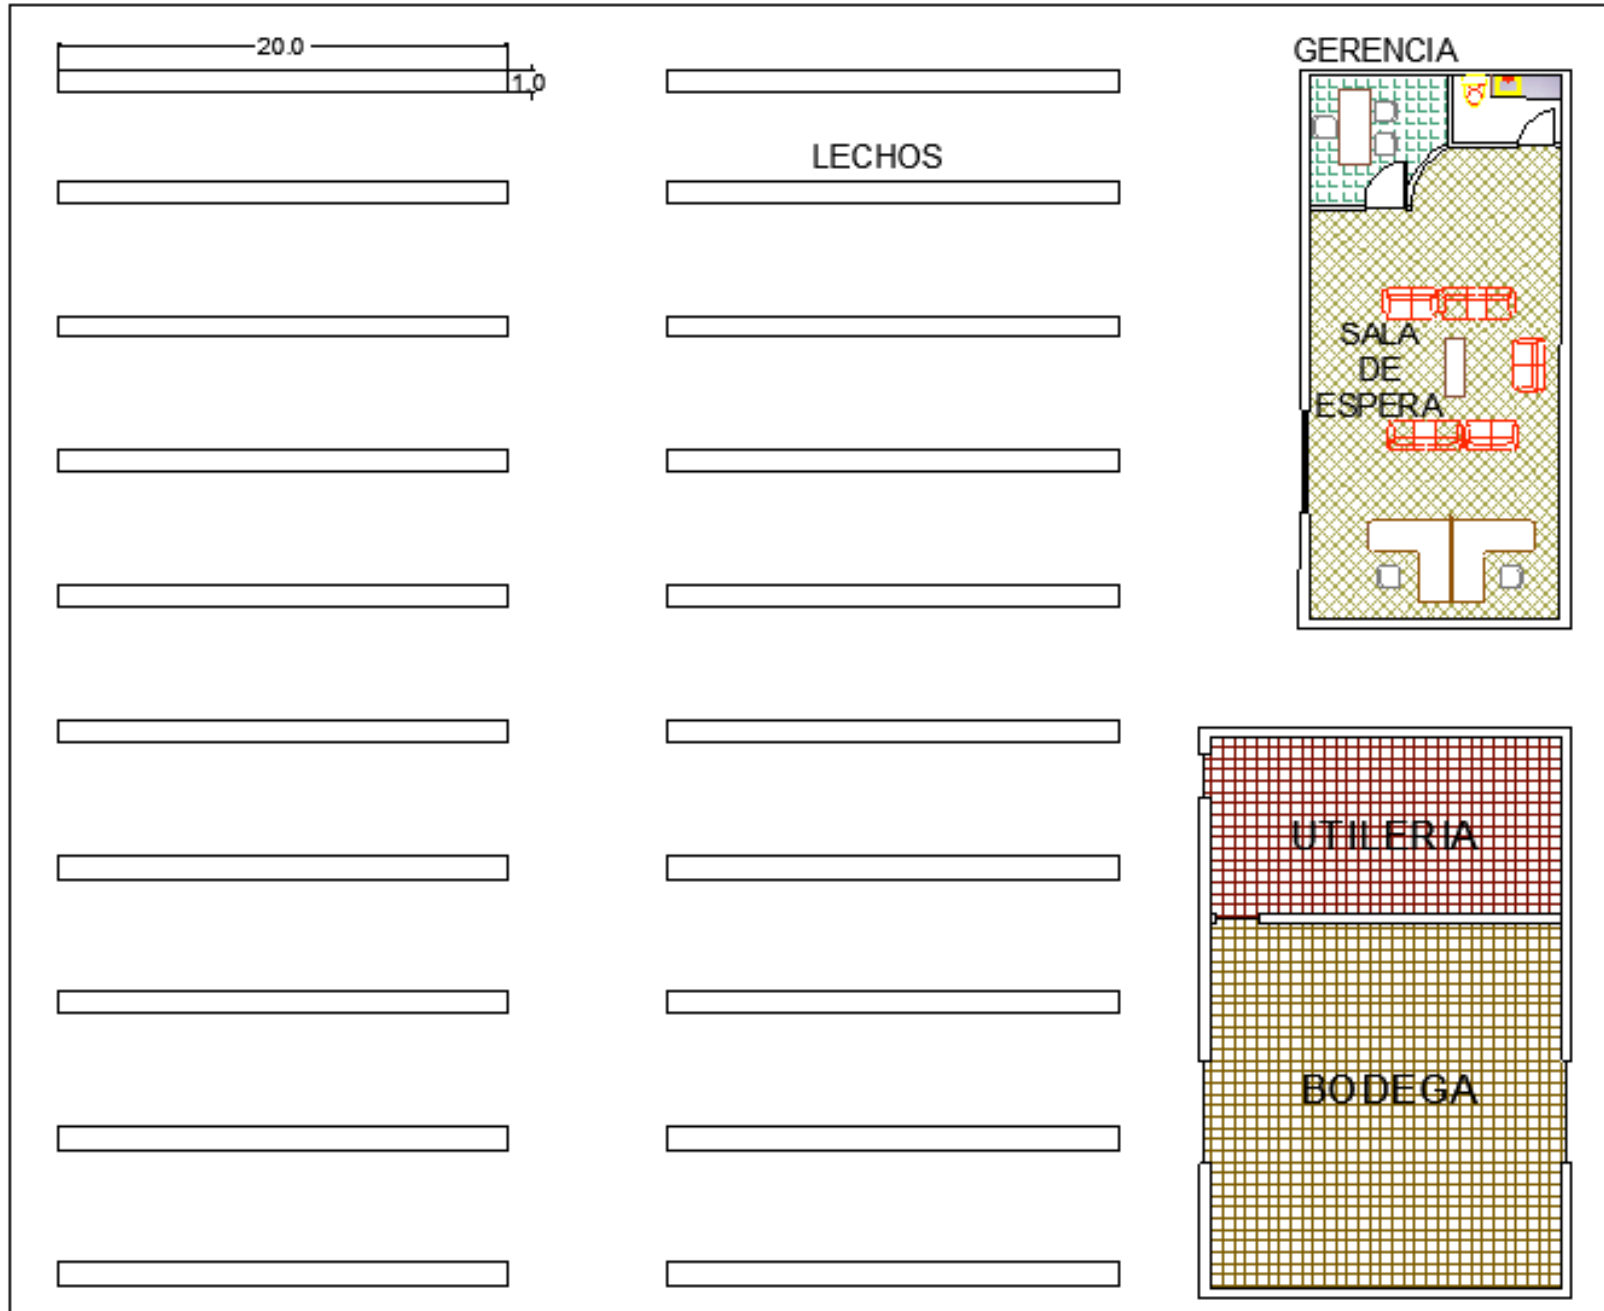 20.0
1.0
LECHOS
GERENCIA
SALA
DE
ESPERA
UTILERIA
BODEGA